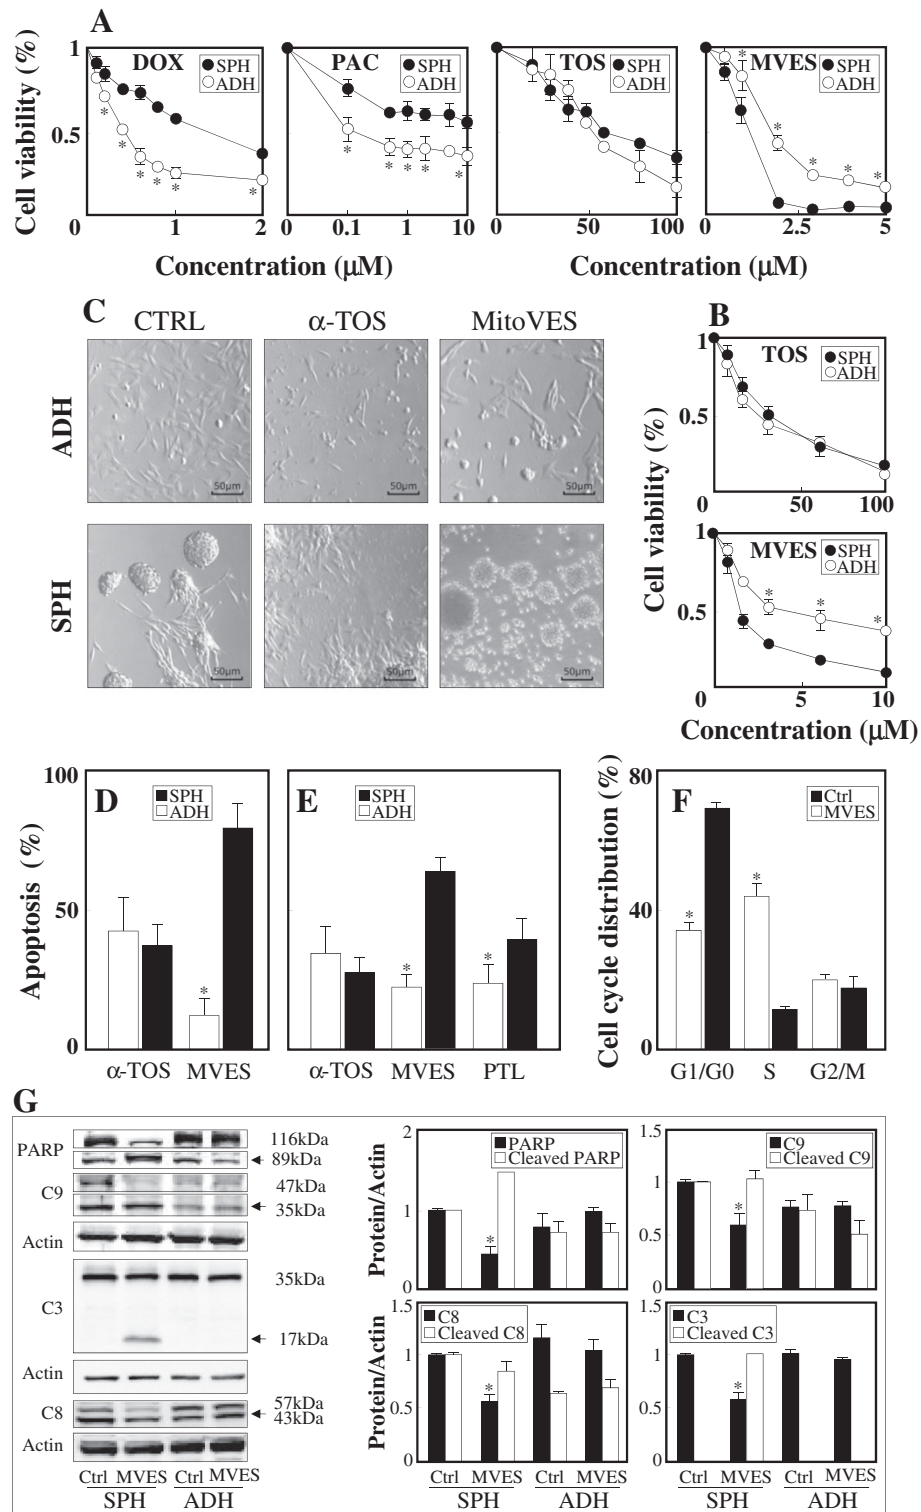 A
Cell viability (%)
1
0.5
DOX
SPH
ADH
*
*
*
*
*
*
0
1
2
PAC
SPH
ADH
*
*
*
*
*
0
0.1
1
10
TOS
SPH
ADH
0
50
100
MVES
SPH
ADH
*
*
*
*
*
0
2.5
5
Concentration (μM)
Concentration (μM)
C
CTRL
α-TOS
MitoVES
ADH
50μm
50μm
50μm
SPH
50μm
50μm
50μm
B
Cell viability (%)
1
0.5
TOS
SPH
ADH
0
50
100
1
0.5
MVES
SPH
ADH
*
*
*
0
5
10
Concentration (μM)
Apoptosis (%)
100
50
0
D
SPH
ADH
*
α-TOS MVES
E
SPH
ADH
*
*
α-TOS MVES PTL
Cell cycle distribution (%)
80
40
0
F
Ctrl
MVES
*
*
G1/G0 S G2/M
G
PARP
116kDa
89kDa
C9
47kDa
35kDa
Actin
C3
35kDa
17kDa
Actin
C8
57kDa
43kDa
Actin
Ctrl MVES Ctrl MVES
SPH ADH
Protein/Actin
2
1
0
PARP
Cleaved PARP
*
1.5
1
0.5
0
C9
Cleaved C9
*
Protein/Actin
1.5
1
0.5
0
C8
Cleaved C8
*
Ctrl MVES Ctrl MVES
SPH ADH
1.5
1
0.5
0
C3
Cleaved C3
*
Ctrl MVES Ctrl MVES
SPH ADH